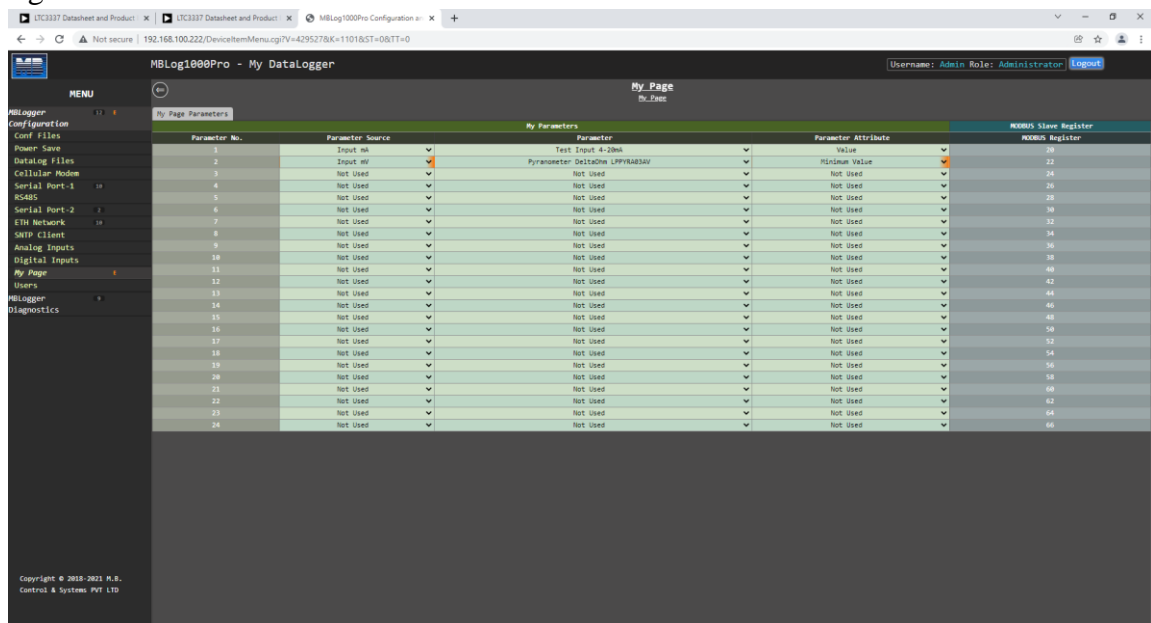 LTC3337 Datasheet and Product
LTC3337 Datasheet and Product
MBLog1000Pro Configuration a
Not secure 192.168.100.222/DeviceItemMenu.cgi?V=429527&K=1101&ST=0&TT=0
MBLog1000Pro - My DataLogger
Username: Admin Role: Administrator Logout
MENU
My Page
My Page
MBLogger
Configuration
Conf Files
Power Save
DataLog Files
Cellular Modem
Serial Port-1
RS485
Serial Port-2
ETH Network
SNTP Client
Analog Inputs
Digital Inputs
My Page
Users
MBLogger
Diagnostics
My Page Parameters
My Parameters MODBUS Slave Register
Parameter No. Parameter Source Parameter Parameter Attribute MODBUS Register
1 Input mA Test Input 4-20mA Value 20
2 Input mV Pyranometer DeltaOhm LPPYRA03AV Minimum Value 22
3 Not Used Not Used Not Used 24
4 Not Used Not Used Not Used 26
5 Not Used Not Used Not Used 28
6 Not Used Not Used Not Used 30
7 Not Used Not Used Not Used 32
8 Not Used Not Used Not Used 34
9 Not Used Not Used Not Used 36
10 Not Used Not Used Not Used 38
11 Not Used Not Used Not Used 40
12 Not Used Not Used Not Used 42
13 Not Used Not Used Not Used 44
14 Not Used Not Used Not Used 46
15 Not Used Not Used Not Used 48
16 Not Used Not Used Not Used 50
17 Not Used Not Used Not Used 52
18 Not Used Not Used Not Used 54
19 Not Used Not Used Not Used 56
20 Not Used Not Used Not Used 58
21 Not Used Not Used Not Used 60
22 Not Used Not Used Not Used 62
23 Not Used Not Used Not Used 64
24 Not Used Not Used Not Used 66
Copyright © 2018-2021 M.B.
Control & Systems PVT LTD